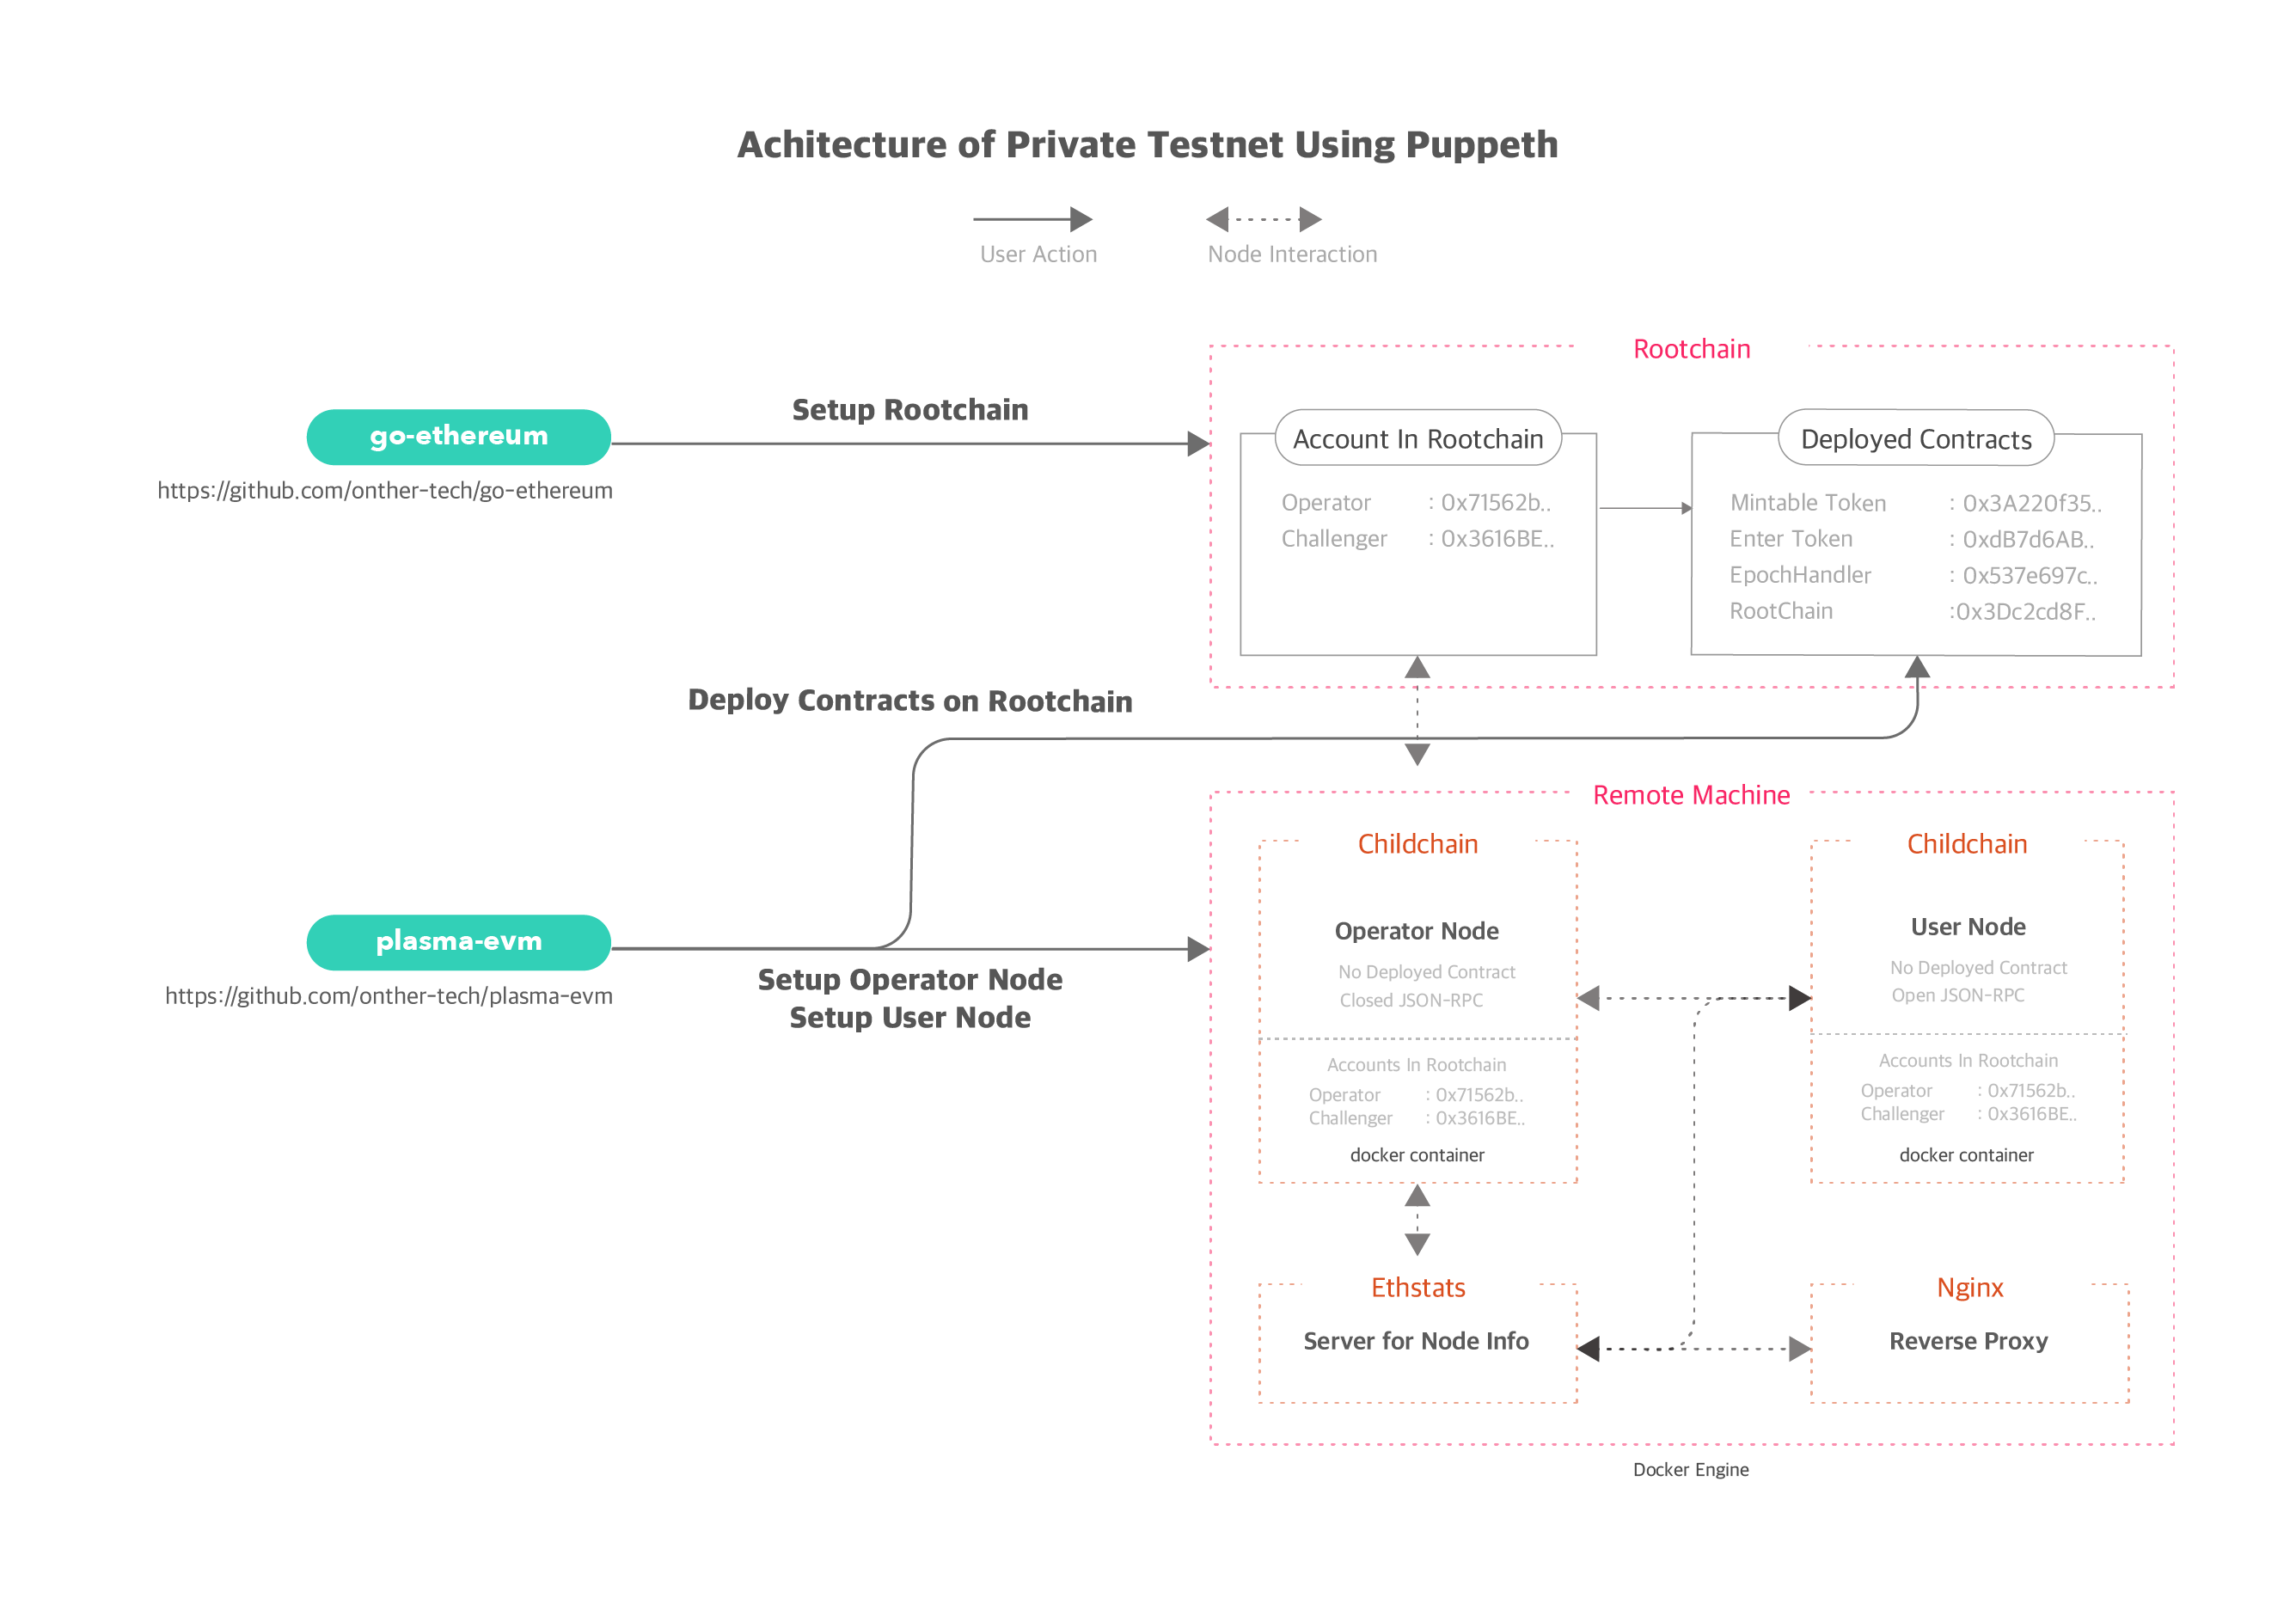 Achitecture of Private Testnet Using Puppeth
User Action
Node Interaction
Rootchain
Setup Rootchain
go-ethereum
https://github.com/onther-tech/go-ethereum
Account In Rootchain
Operator : 0x71562b..
Challenger : 0x3616BE..
Deployed Contracts
Mintable Token : 0x3A220f35..
Enter Token : 0xdB7d6AB..
EpochHandler : 0x537e697c..
RootChain :0x3Dc2cd8F..
Deploy Contracts on Rootchain
plasma-evm
https://github.com/onther-tech/plasma-evm
Setup Operator Node
Setup User Node
Remote Machine
Childchain
Operator Node
No Deployed Contract
Closed JSON-RPC
Accounts In Rootchain
Operator : 0x71562b..
Challenger : 0x3616BE..
docker container
Childchain
User Node
No Deployed Contract
Open JSON-RPC
Accounts In Rootchain
Operator : 0x71562b..
Challenger : 0x3616BE..
docker container
Ethstats
Server for Node Info
Nginx
Reverse Proxy
Docker Engine